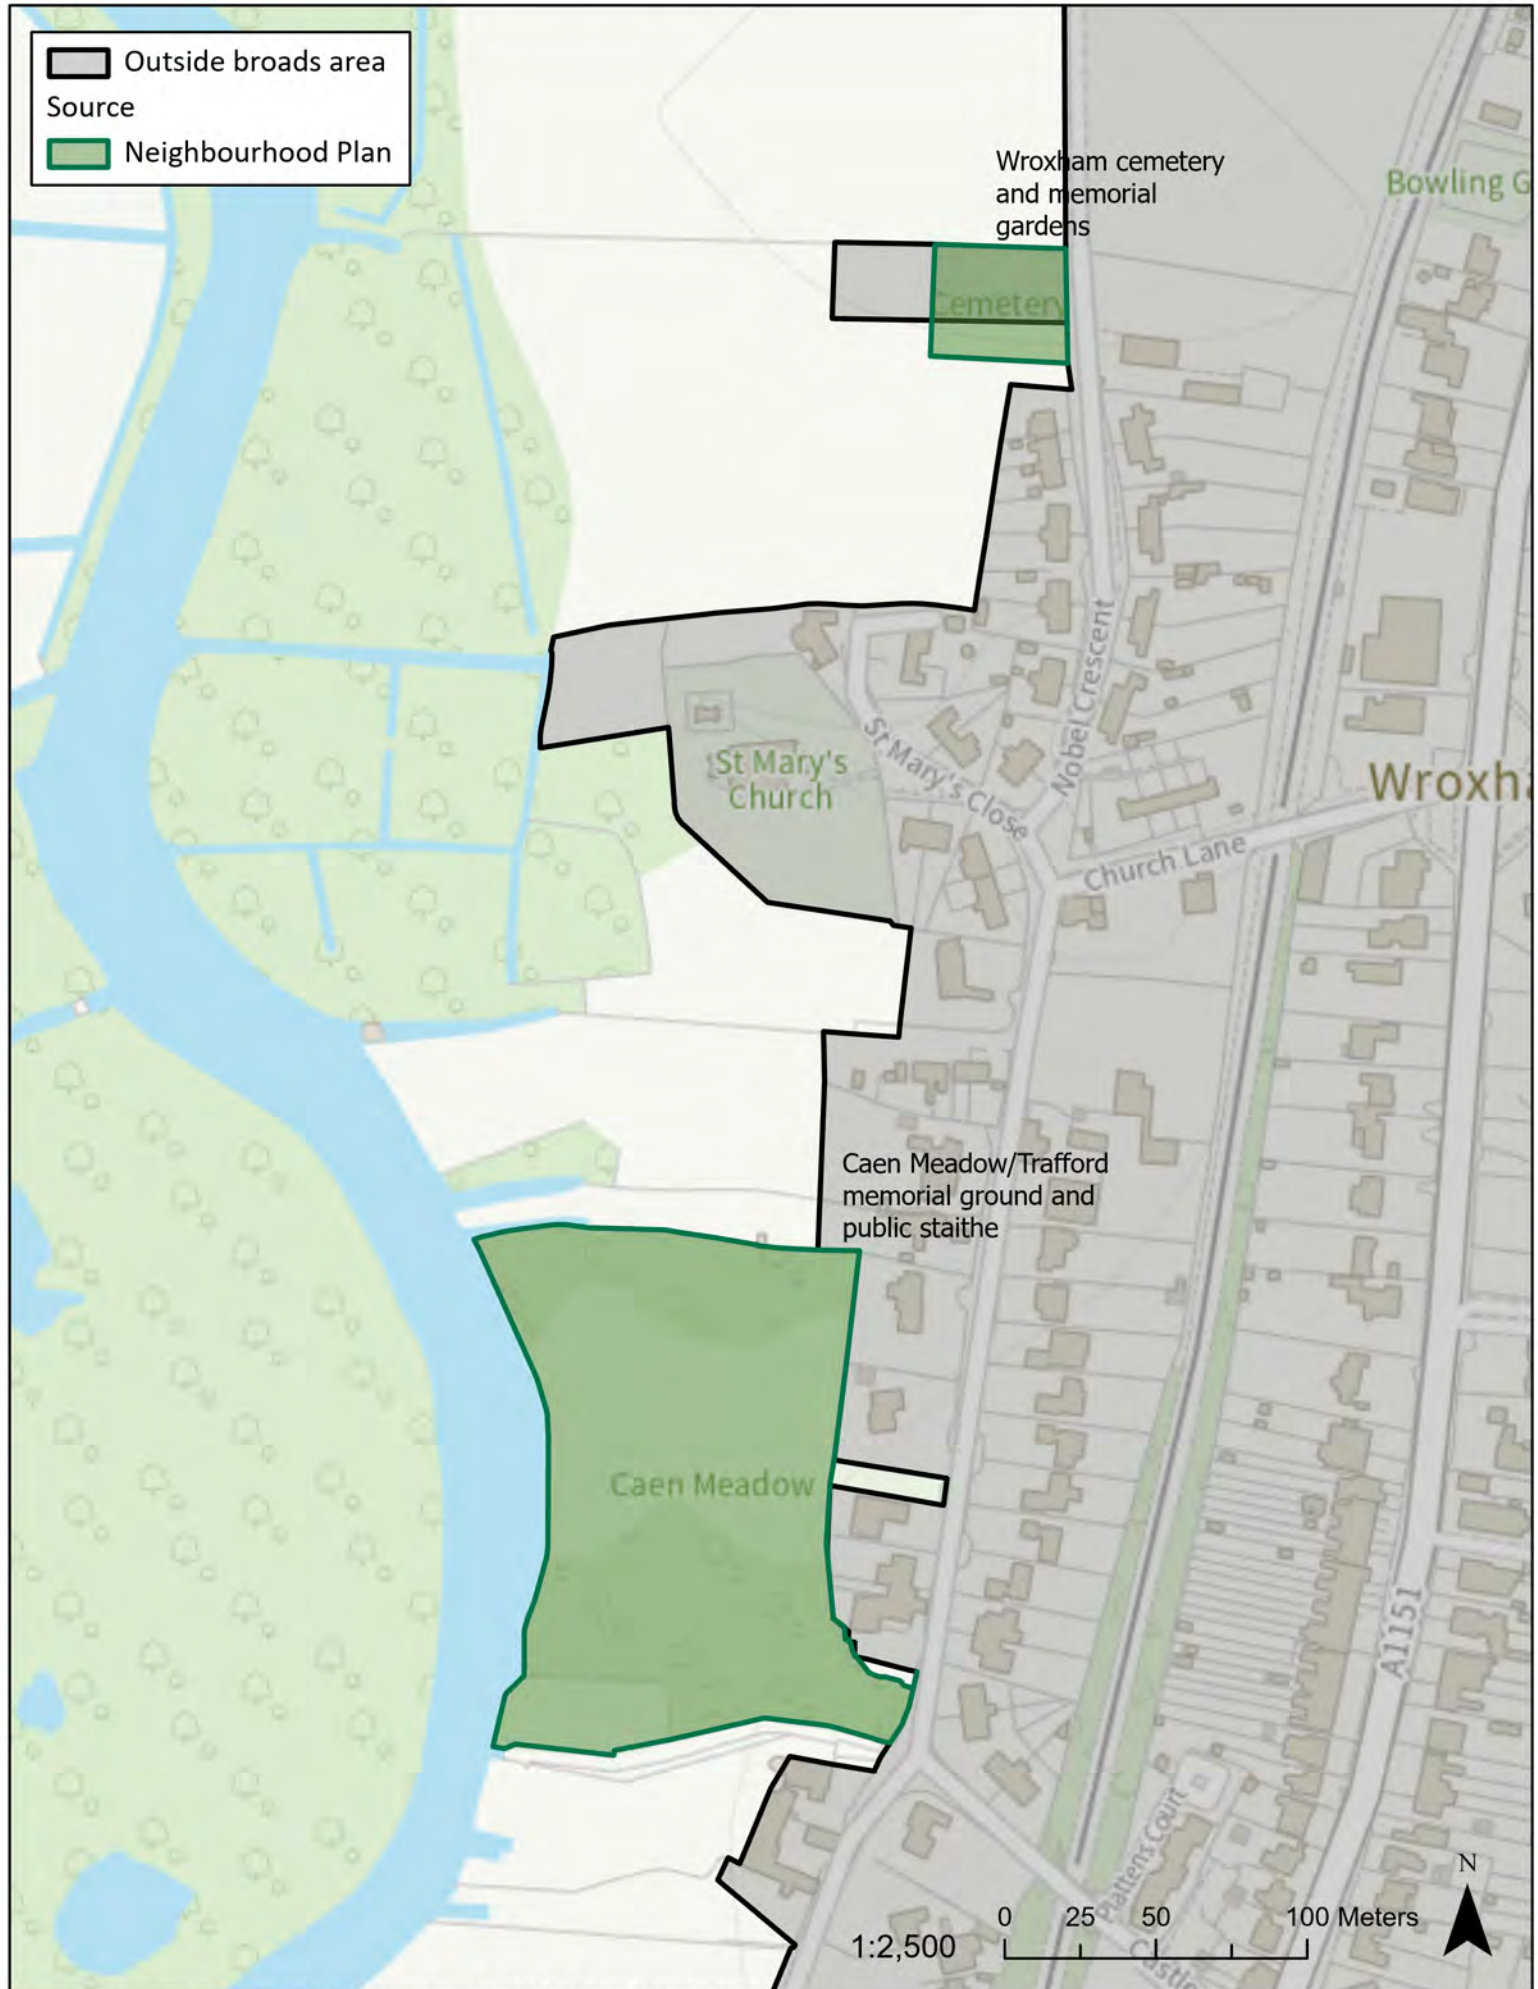 Outside broads area
Source
Neighbourhood Plan
Wroxham cemetery
and memorial
gardens
Bowling G
Cemetery
St Mary's
Church
St Mary's Close
Nobel Crescent
Wroxh
Church Lane
Caen Meadow/Trafford
memorial ground and
public staithe
Caen Meadow
A1151
Plattens Court
N
0 25 50 100 Meters
1:2,500
Castle